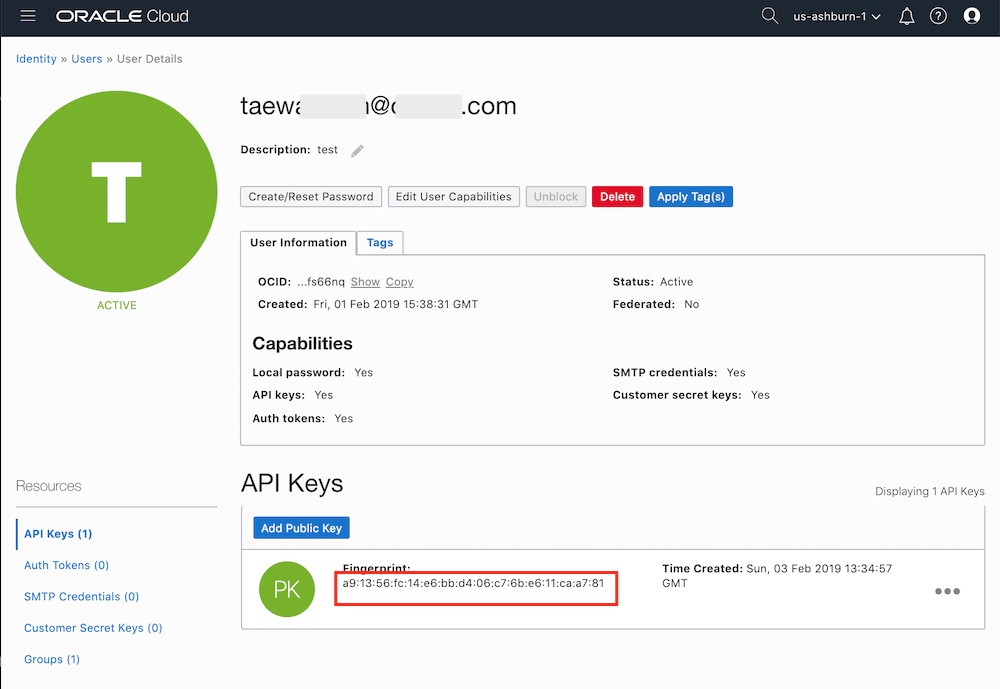 ORACLE Cloud
us-ashburn-1
Identity » Users » User Details
T
ACTIVE
taewa n@ .com
Description: test
Create/Reset Password Edit User Capabilities Unblock Delete Apply Tag(s)
User Information Tags
OCID: ...fs66nq Show Copy
Status: Active
Created: Fri, 01 Feb 2019 15:38:31 GMT
Federated: No
Capabilities
Local password: Yes
SMTP credentials: Yes
API keys: Yes
Customer secret keys: Yes
Auth tokens: Yes
Resources
API Keys (1)
Auth Tokens (0)
SMTP Credentials (0)
Customer Secret Keys (0)
Groups (1)
API Keys
Displaying 1 API Keys
Add Public Key
PK
Fingerprint:
a9:13:56:fc:14:e6:bb:d4:06:c7:6b:e6:11:ca:a7:81
Time Created: Sun, 03 Feb 2019 13:34:57
GMT